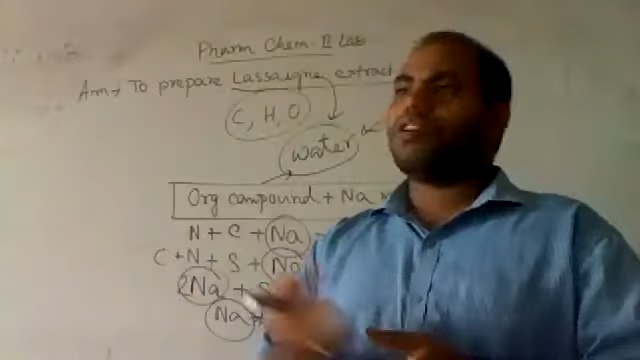 Pharm Chem-II Lab
Aim→ To prepare Lassaigne extract
C, H, O
water
Org compound + Na
N + C + Na
C + N + S + Na
2Na +
Na +